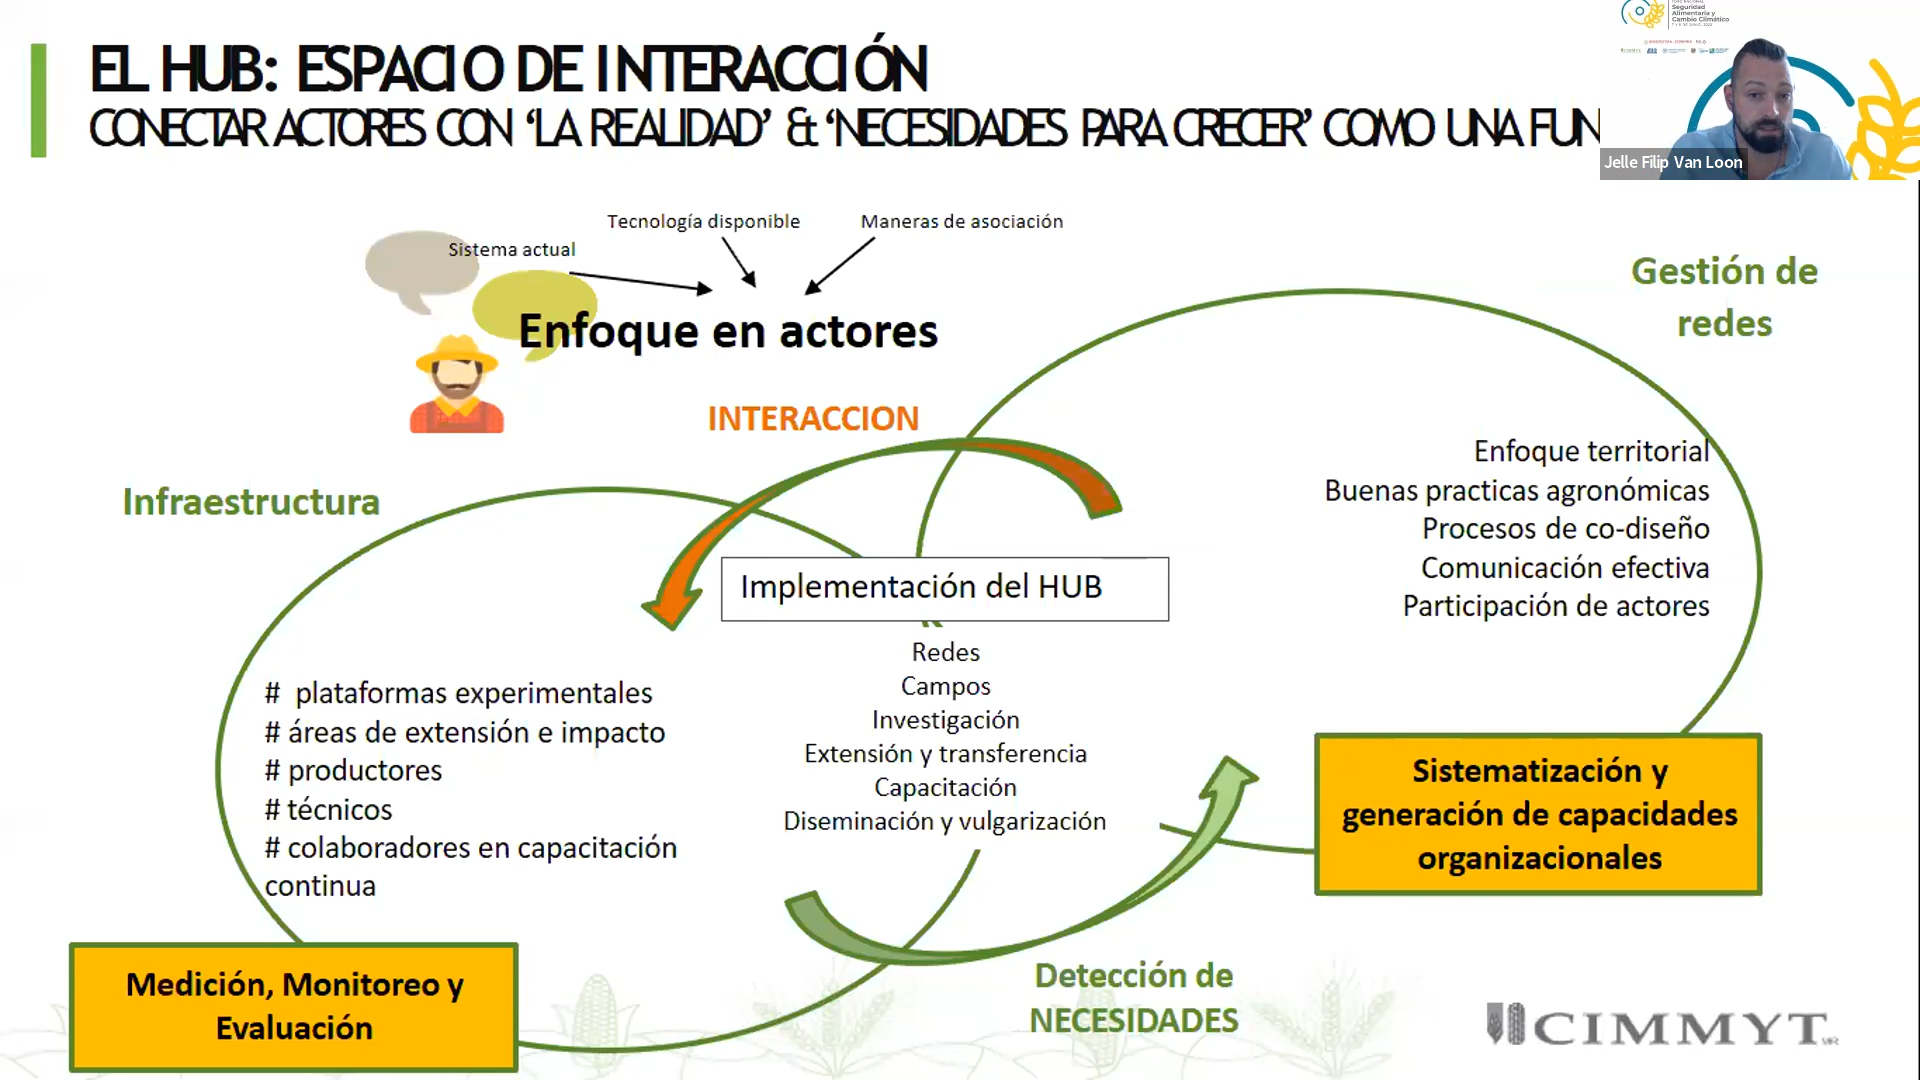 EL HUB: ESPACIO DE INTERACCIÓN
CONECTAR ACTORES CON ‘LA REALIDAD’ & ‘NECESIDADES PARA CRECER’ COMO UNA FUN
Seguridad
Alimentaria y
Cambio Climático
Jelle Filip Van Loon
Tecnología disponible
Maneras de asociación
Sistema actual
Enfoque en actores
Gestión de
redes
INTERACCION
Infraestructura
Enfoque territorial
Buenas practicas agronómicas
Procesos de co-diseño
Comunicación efectiva
Participación de actores
Implementación del HUB
Redes
Campos
Investigación
Extensión y transferencia
Capacitación
Diseminación y vulgarización
# plataformas experimentales
# áreas de extensión e impacto
# productores
# técnicos
# colaboradores en capacitación
continua
Sistematización y
generación de capacidades
organizacionales
Medición, Monitoreo y
Evaluación
Detección de
NECESIDADES
CIMMYT